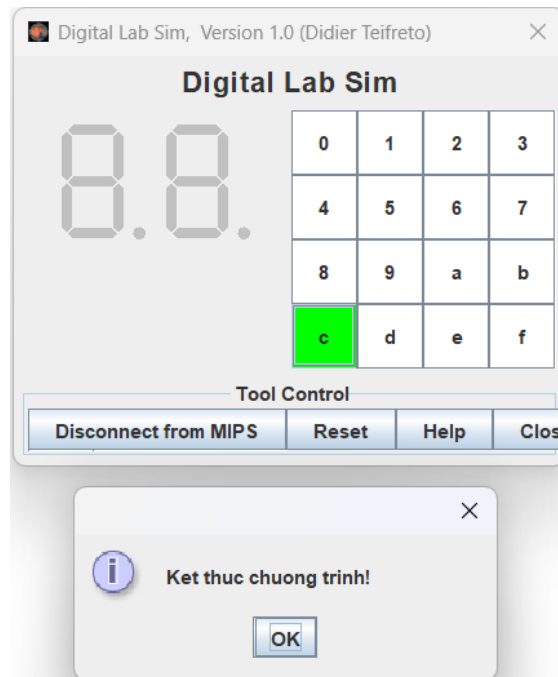 Digital Lab Sim, Version 1.0 (Didier Teifreto)
Digital Lab Sim
0 1 2 3
4 5 6 7
8 9 a b
c d e f
Tool Control
Disconnect from MIPS Reset Help Clos
Ket thuc chuong trinh!
OK